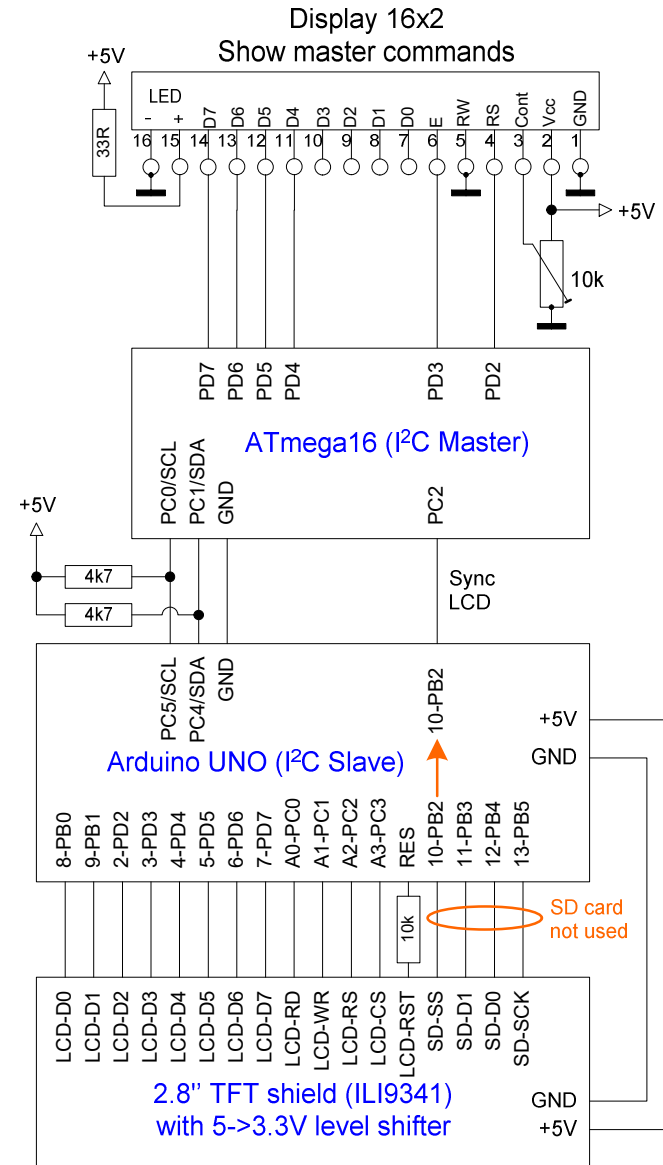 Display 16x2
Show master commands
+5V
LED
- + D7 D6 D5 D4 D3 D2 D1 D0 E RW RS Cont Vcc GND
16 15 14 13 12 11 10 9 8 7 6 5 4 3 2 1
33R
+5V
10k
PD7 PD6 PD5 PD4 PD3 PD2
ATmega16 (I²C Master)
PC0/SCL PC1/SDA GND PC2
+5V
4k7
4k7
Sync
LCD
PC5/SCL PC4/SDA GND 10-PB2
+5V
GND
Arduino UNO (I²C Slave)
8-PB0 9-PB1 2-PD2 3-PD3 4-PD4 5-PD5 6-PD6 7-PD7 A0-PC0 A1-PC1 A2-PC2 A3-PC3 RES 10-PB2 11-PB3 12-PB4 13-PB5
10k
SD card
not used
LCD-D0 LCD-D1 LCD-D2 LCD-D3 LCD-D4 LCD-D5 LCD-D6 LCD-D7 LCD-RD LCD-WR LCD-RS LCD-CS LCD-RST SD-SS SD-D1 SD-D0 SD-SCK
2.8'' TFT shield (ILI9341)
with 5->3.3V level shifter
GND
+5V